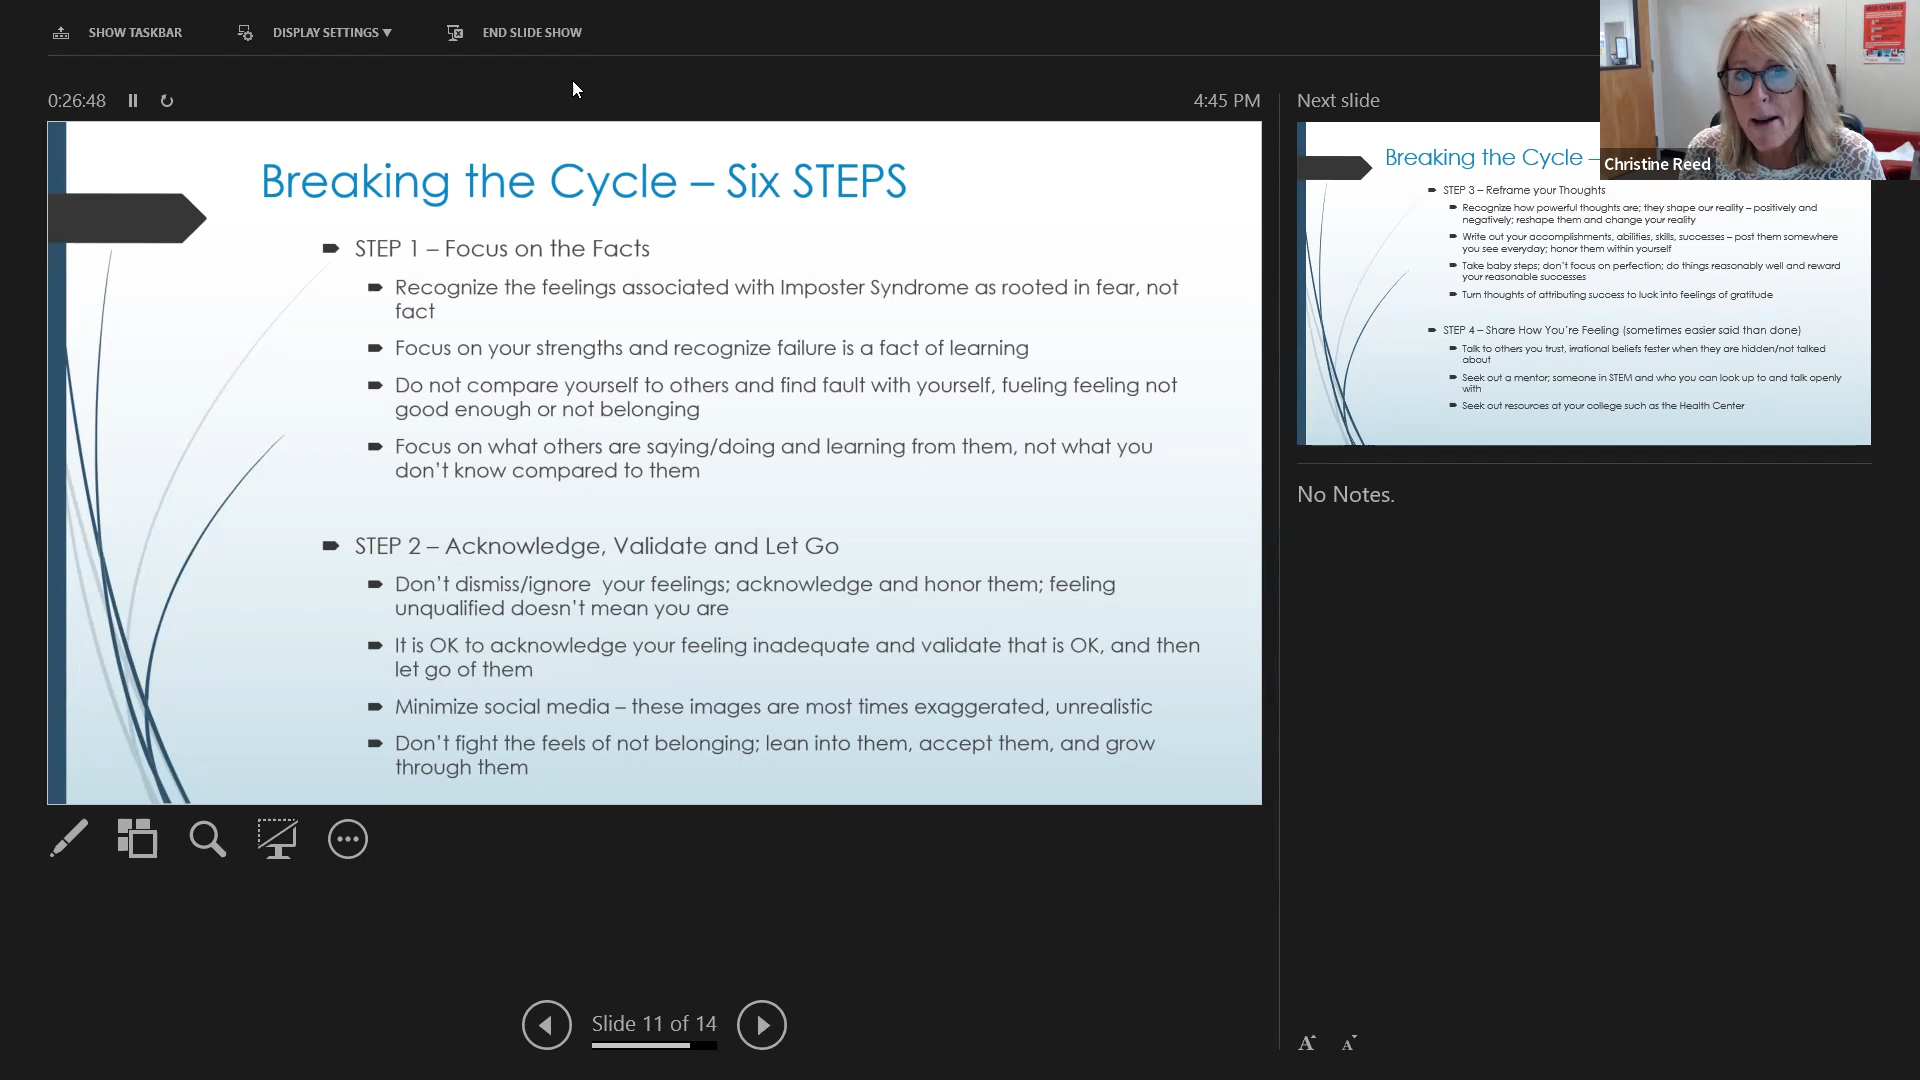 SHOW TASKBAR
DISPLAY SETTINGS ▼
END SLIDE SHOW
0:26:48
4:45 PM
Breaking the Cycle – Six STEPS
STEP 1 – Focus on the Facts
Recognize the feelings associated with Imposter Syndrome as rooted in fear, not
fact
Focus on your strengths and recognize failure is a fact of learning
Do not compare yourself to others and find fault with yourself, fueling feeling not
good enough or not belonging
Focus on what others are saying/doing and learning from them, not what you
don't know compared to them
STEP 2 – Acknowledge, Validate and Let Go
Don't dismiss/ignore  your feelings; acknowledge and honor them; feeling
unqualified doesn't mean you are
It is OK to acknowledge your feeling inadequate and validate that is OK, and then
let go of them
Minimize social media – these images are most times exaggerated, unrealistic
Don't fight the feels of not belonging; lean into them, accept them, and grow
through them
Slide 11 of 14
Next slide
Breaking the Cycle –
STEP 3 – Reframe your Thoughts
Recognize how powerful thoughts are; they shape our reality – positively and
negatively; reshape them and change your reality
Write out your accomplishments, abilities, skills, successes – post them somewhere
you see everyday; honor them within yourself
Take baby steps; don't focus on perfection; do things reasonably well and reward
your reasonable successes
Turn thoughts of attributing success to luck into feelings of gratitude
STEP 4 – Share How You're Feeling (sometimes easier said than done)
Talk to others you trust, irrational beliefs fester when they are hidden/not talked
about
Seek out a mentor; someone in STEM and who you can look up to and talk openly
with
Seek out resources at your college such as the Health Center
Christine Reed
No Notes.
A A